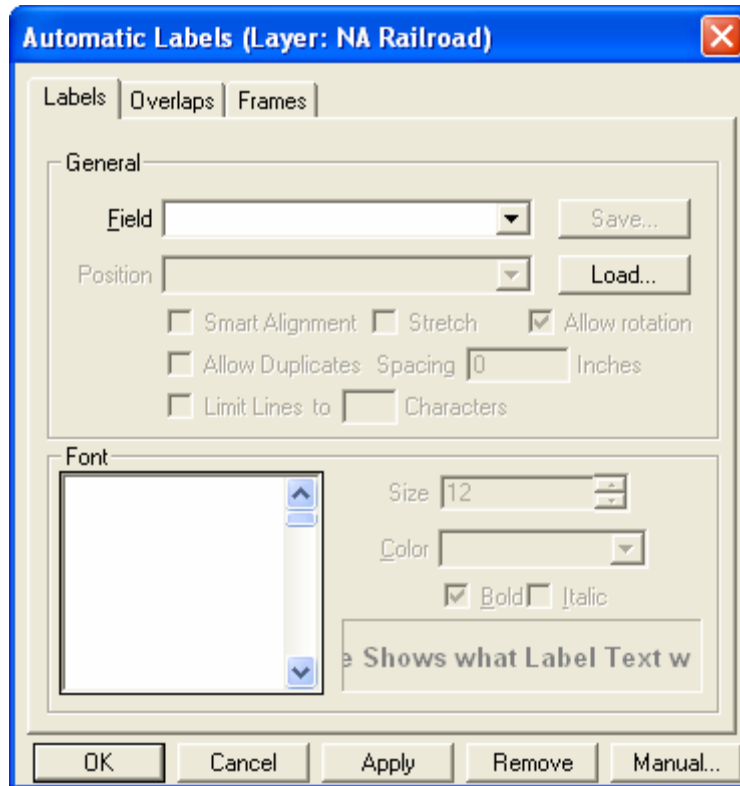 Automatic Labels (Layer: NA Railroad)
Labels Overlaps Frames
General
Field Save...
Position Load...
Smart Alignment Stretch Allow rotation
Allow Duplicates Spacing 0 Inches
Limit Lines to Characters
Font
Size 12
Color
Bold Italic
e Shows what Label Text w
OK Cancel Apply Remove Manual...